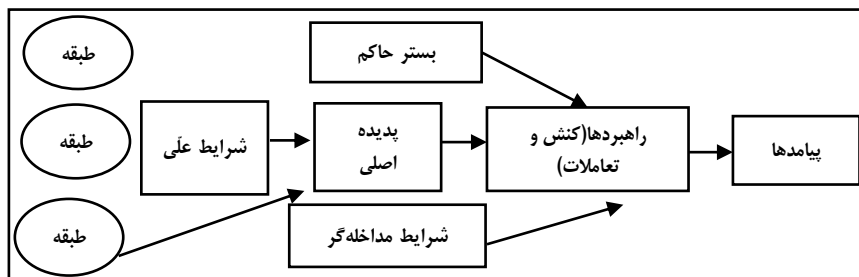 طبقه
بستر حاکم
طبقه
شرایط علّی
پدیده
اصلی
راهبردها(کنش و
تعاملات)
پیامدها
طبقه
شرایط مداخله‌گر